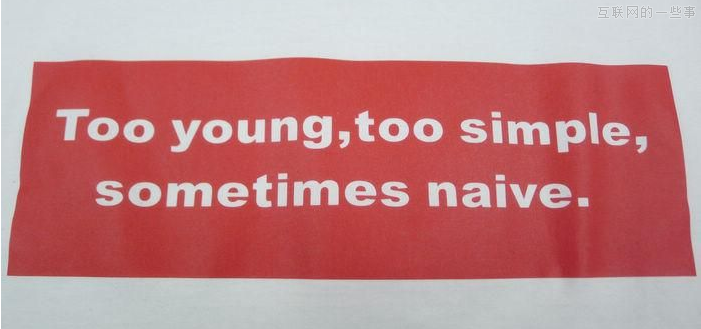 互联网的一些事
Too young,too simple,
sometimes naive.